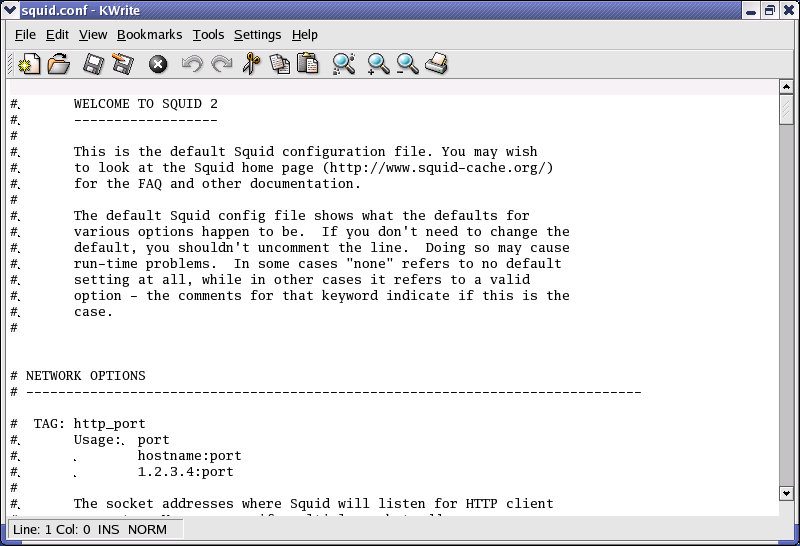 squid.conf - KWrite
File Edit View Bookmarks Tools Settings Help
#.       WELCOME TO SQUID 2
#.       ------------------
#
#.       This is the default Squid configuration file. You may wish
#.       to look at the Squid home page (http://www.squid-cache.org/)
#.       for the FAQ and other documentation.
#
#.       The default Squid config file shows what the defaults for
#.       various options happen to be.  If you don't need to change the
#.       default, you shouldn't uncomment the line.  Doing so may cause
#.       run-time problems.  In some cases "none" refers to no default
#.       setting at all, while in other cases it refers to a valid
#.       option - the comments for that keyword indicate if this is the
#.       case.
#
# NETWORK OPTIONS
# -----------------------------------------------------------------------------
#  TAG: http_port
#.       Usage:. port
#.       .       hostname:port
#.       .       1.2.3.4:port
#
#.       The socket addresses where Squid will listen for HTTP client
Line: 1 Col: 0 INS NORM